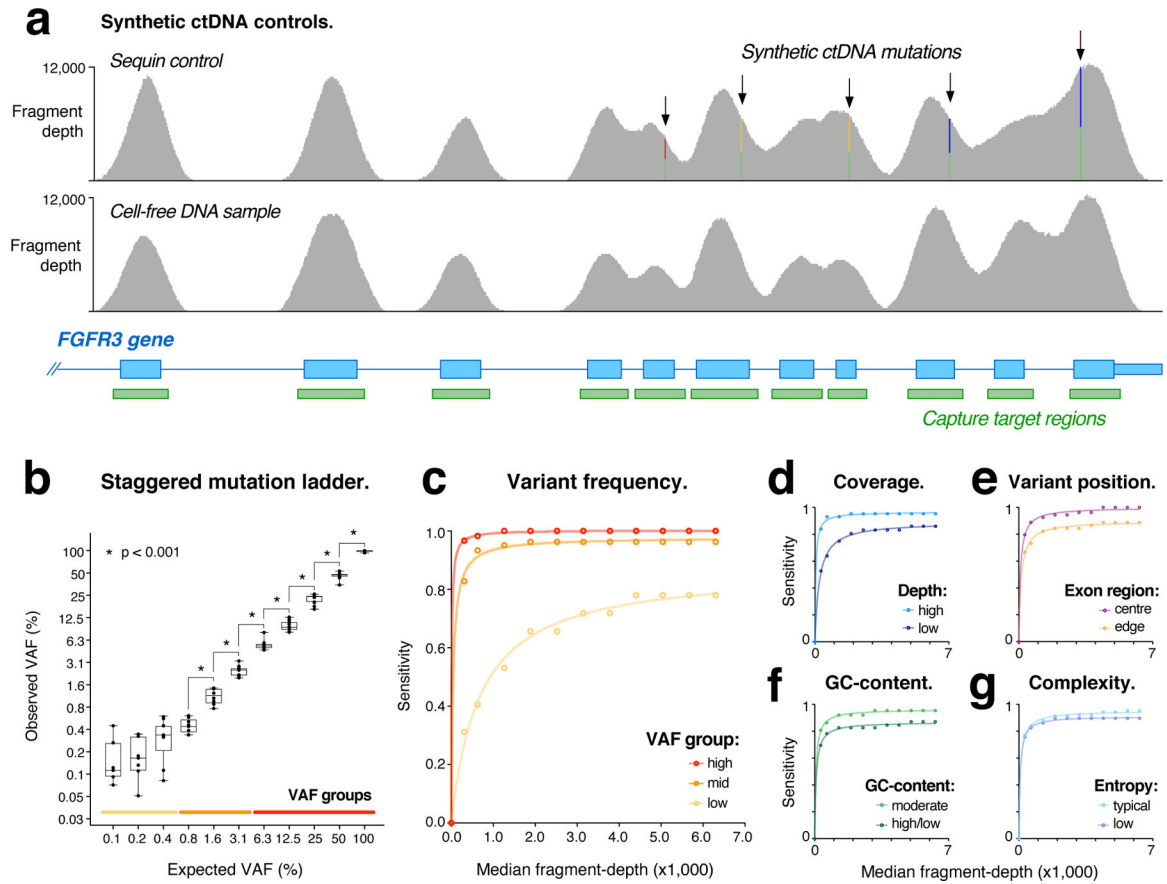 a Synthetic ctDNA controls.
Sequin control
Synthetic ctDNA mutations
12,000
Fragment
depth
12,000
Cell-free DNA sample
Fragment
depth
FGFR3 gene
//
Capture target regions
b Staggered mutation ladder.
* p < 0.001
* * * * * * * *
Observed VAF (%)
100
50
25
12.5
6.3
3.1
1.6
0.8
0.4
0.2
0.1
0.05
0.03
VAF groups
0.1 0.2 0.4 0.8 1.6 3.1 6.3 12.5 25 50 100
Expected VAF (%)
c Variant frequency.
Sensitivity
1.0
0.8
0.6
0.4
0.2
0.0
VAF group:
high
mid
low
0.0 1.0 2.0 3.0 4.0 5.0 6.0 7.0
Median fragment-depth (x1,000)
d Coverage.
1
Sensitivity
Depth:
high
low
0
0 7
e Variant position.
1
Sensitivity
Exon region:
centre
edge
0
0 7
f GC-content.
1
Sensitivity
GC-content:
moderate
high/low
0
0 7
g Complexity.
1
Entropy:
typical
low
0
0 7
Median fragment-depth (x1,000)